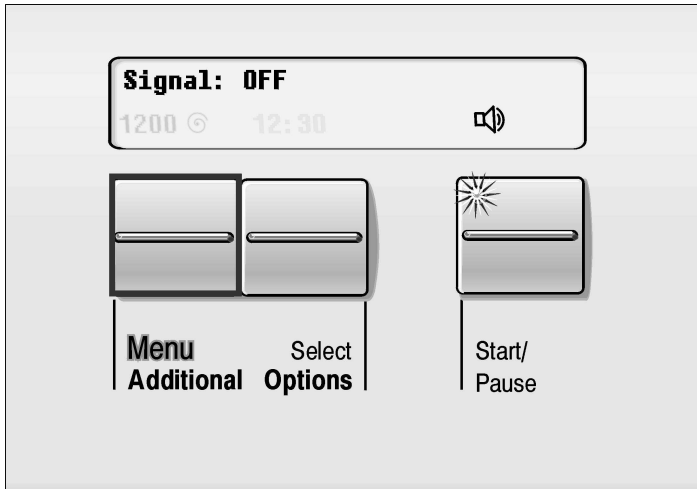 Signal: OFF
1200 12:30
Menu Select
Additional Options
Start/
Pause